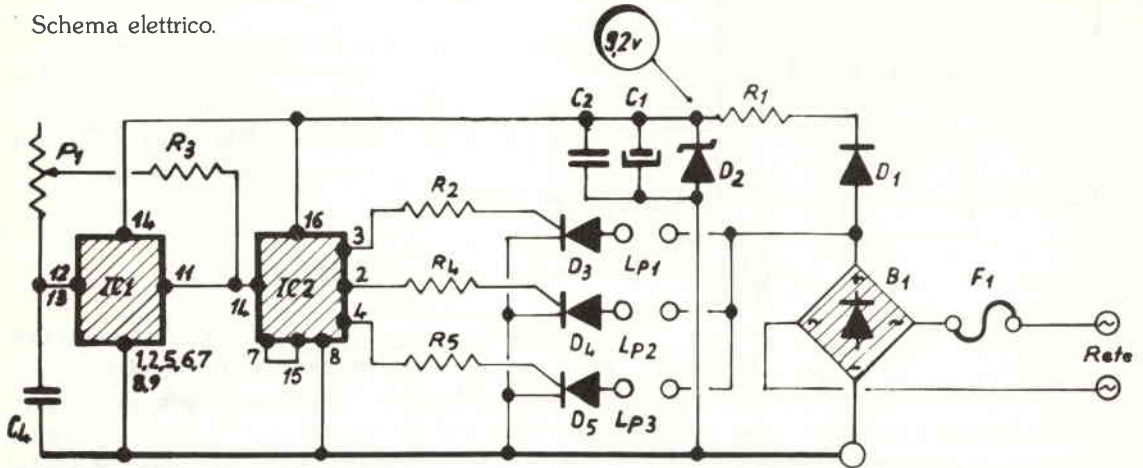 Schema elettrico.
9,2v
C2
C1
R1
P1
R3
D2
D1
R2
14
16
3
D3
LP1
B1
F1
12
13
IC1
11
14
IC2
2
R4
D4
LP2
~
~
Rete
4
R5
1,2,5,6,7
8,9
7
15
8
D5
LP3
+
-
~
~
C4